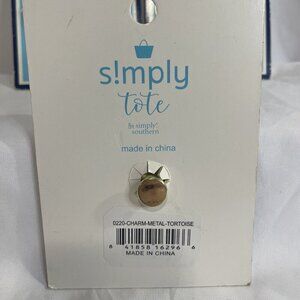 s!mply
tote
by simply
southern
made in china
0220-CHARM-METAL-TORTOISE
8 41858 16296 6
MADE IN CHINA